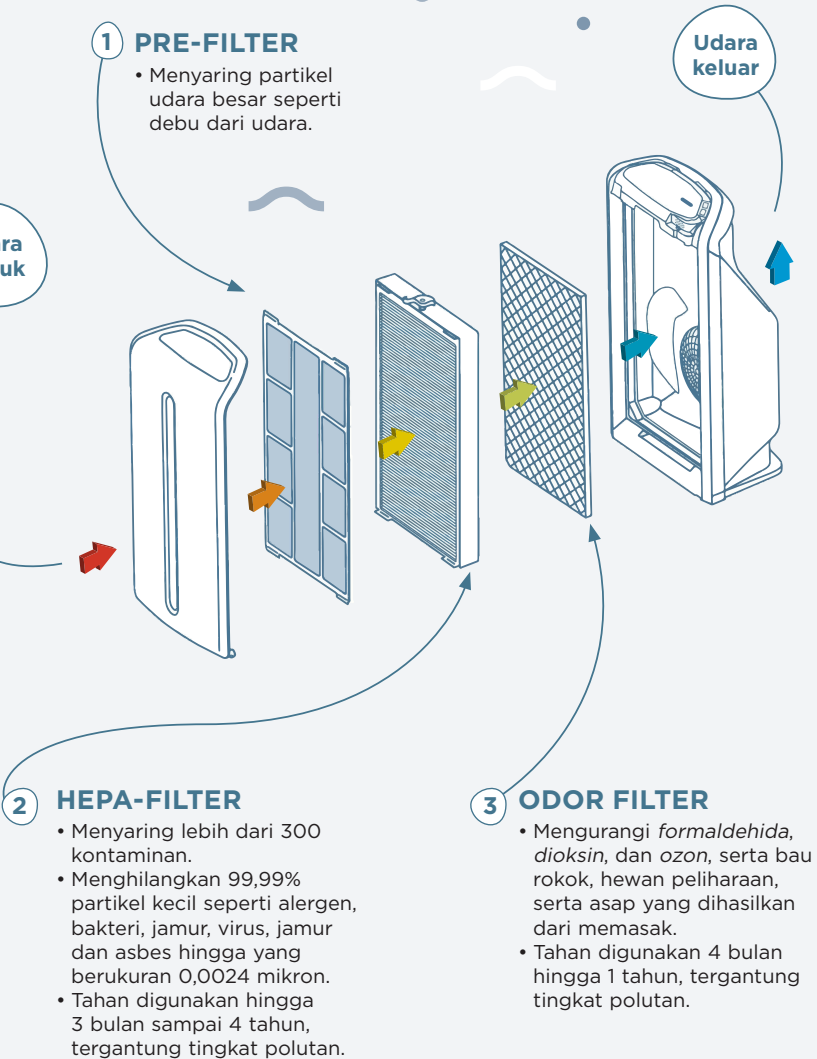 1 PRE-FILTER
• Menyaring partikel
udara besar seperti
debu dari udara.
Udara
keluar
2 HEPA-FILTER
• Menyaring lebih dari 300
kontaminan.
• Menghilangkan 99,99%
partikel kecil seperti alergen,
bakteri, jamur, virus, jamur
dan asbes hingga yang
berukuran 0,0024 mikron.
• Tahan digunakan hingga
3 bulan sampai 4 tahun,
tergantung tingkat polutan.
3 ODOR FILTER
• Mengurangi formaldehida,
dioksin, dan ozon, serta bau
rokok, hewan peliharaan,
serta asap yang dihasilkan
dari memasak.
• Tahan digunakan 4 bulan
hingga 1 tahun, tergantung
tingkat polutan.